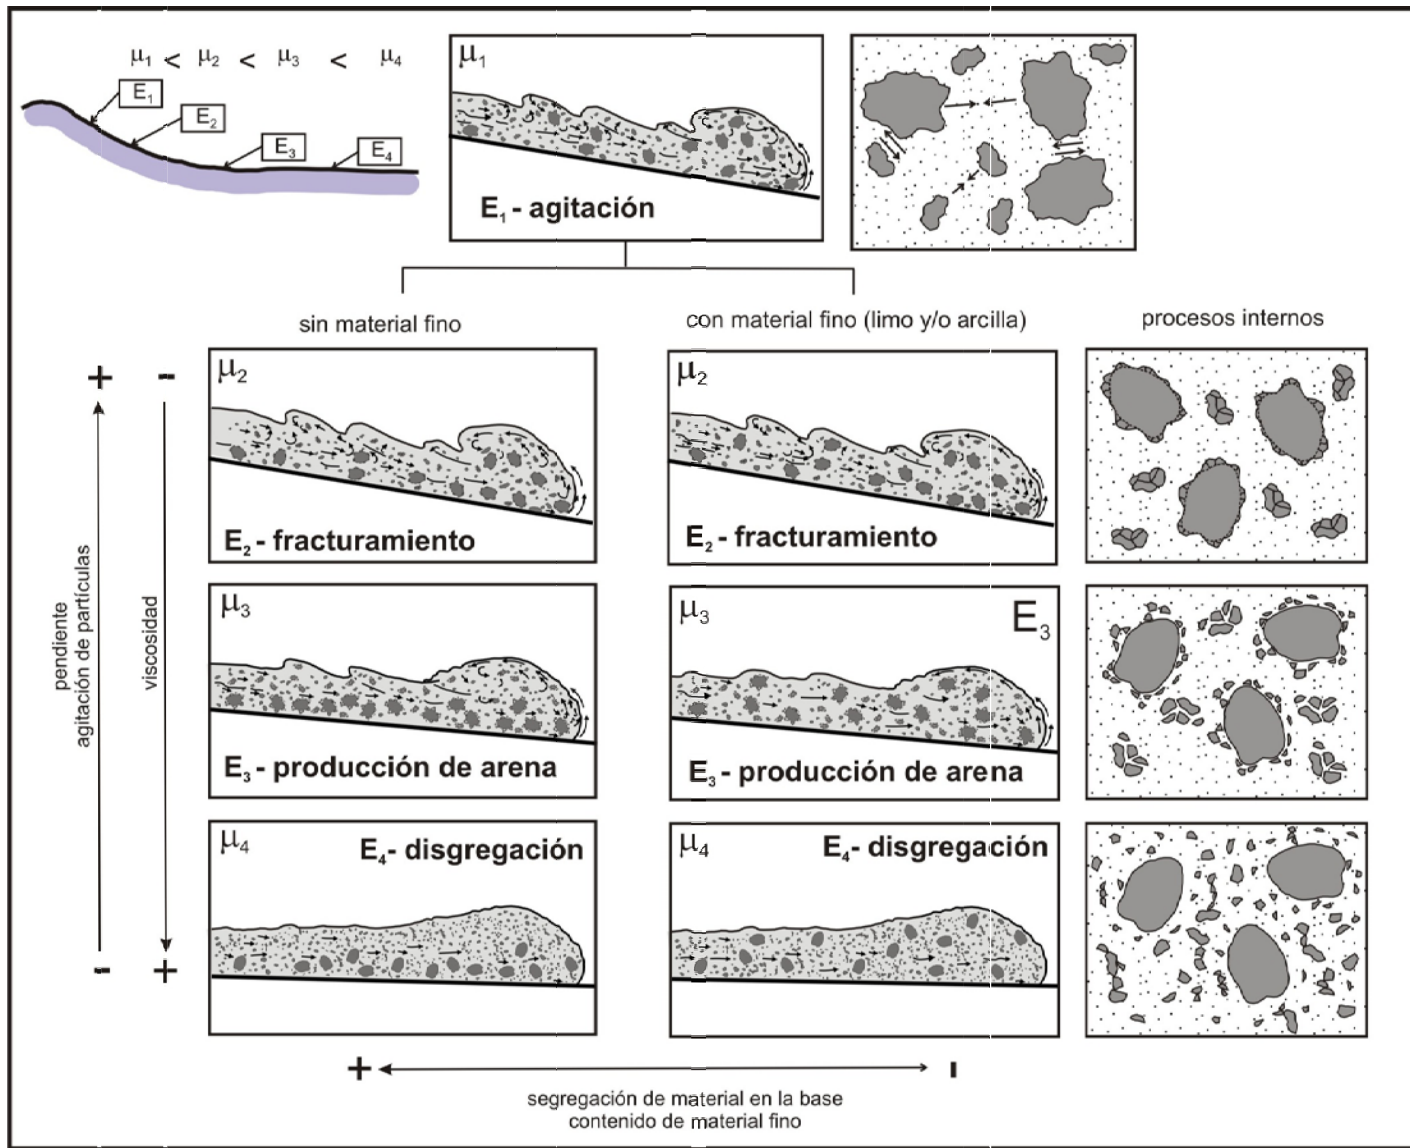 μ₁ < μ₂ < μ₃ < μ₄
E₁
E₂
E₃
E₄
μ₁
E₁ - agitación
sin material fino
con material fino (limo y/o arcilla)
procesos internos
+ -
pendiente
agitación de partículas
viscosidad
- +
μ₂
E₂ - fracturamiento
μ₂
E₂ - fracturamiento
μ₃
E₃ - producción de arena
μ₃
E₃
E₃ - producción de arena
μ₄
E₄- disgregación
μ₄
E₄- disgregación
+ -
segregación de material en la base
contenido de material fino